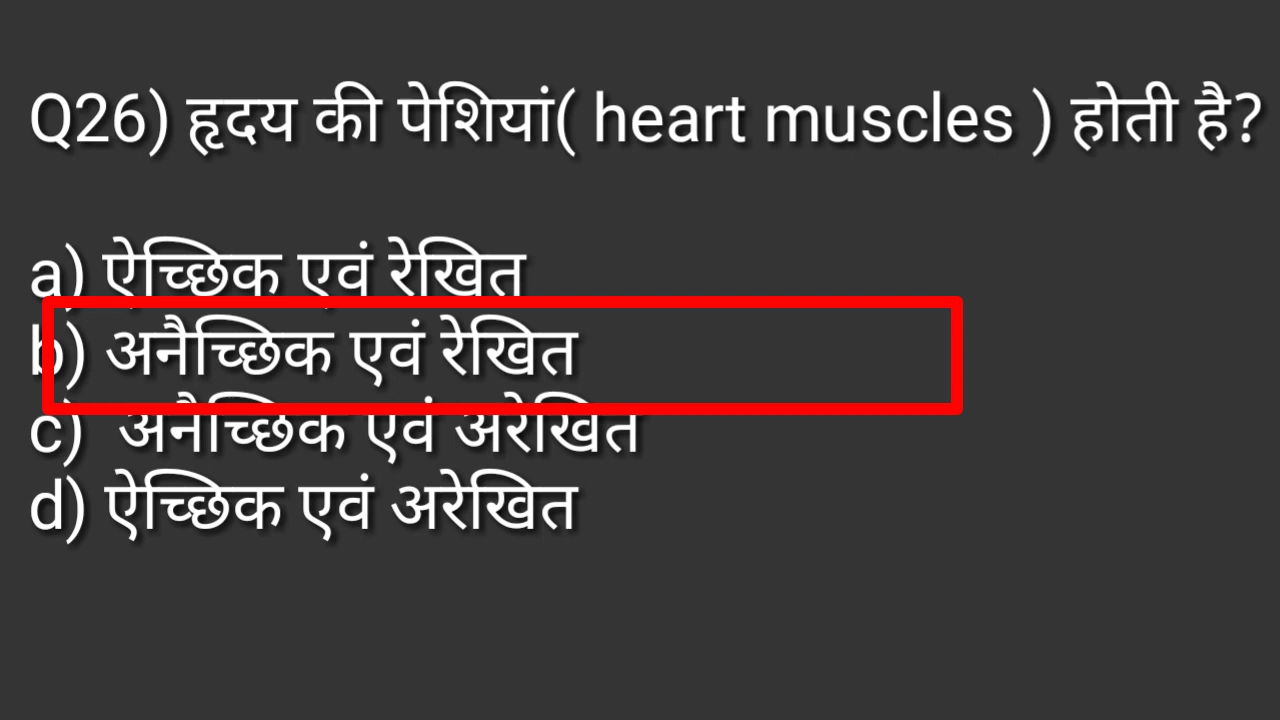 Q26) हृदय की पेशियां( heart muscles ) होती है?
a) ऐच्छिक एवं रेखित
b) अनैच्छिक एवं रेखित
c) अनैच्छिक एवं अरेखित
d) ऐच्छिक एवं अरेखित